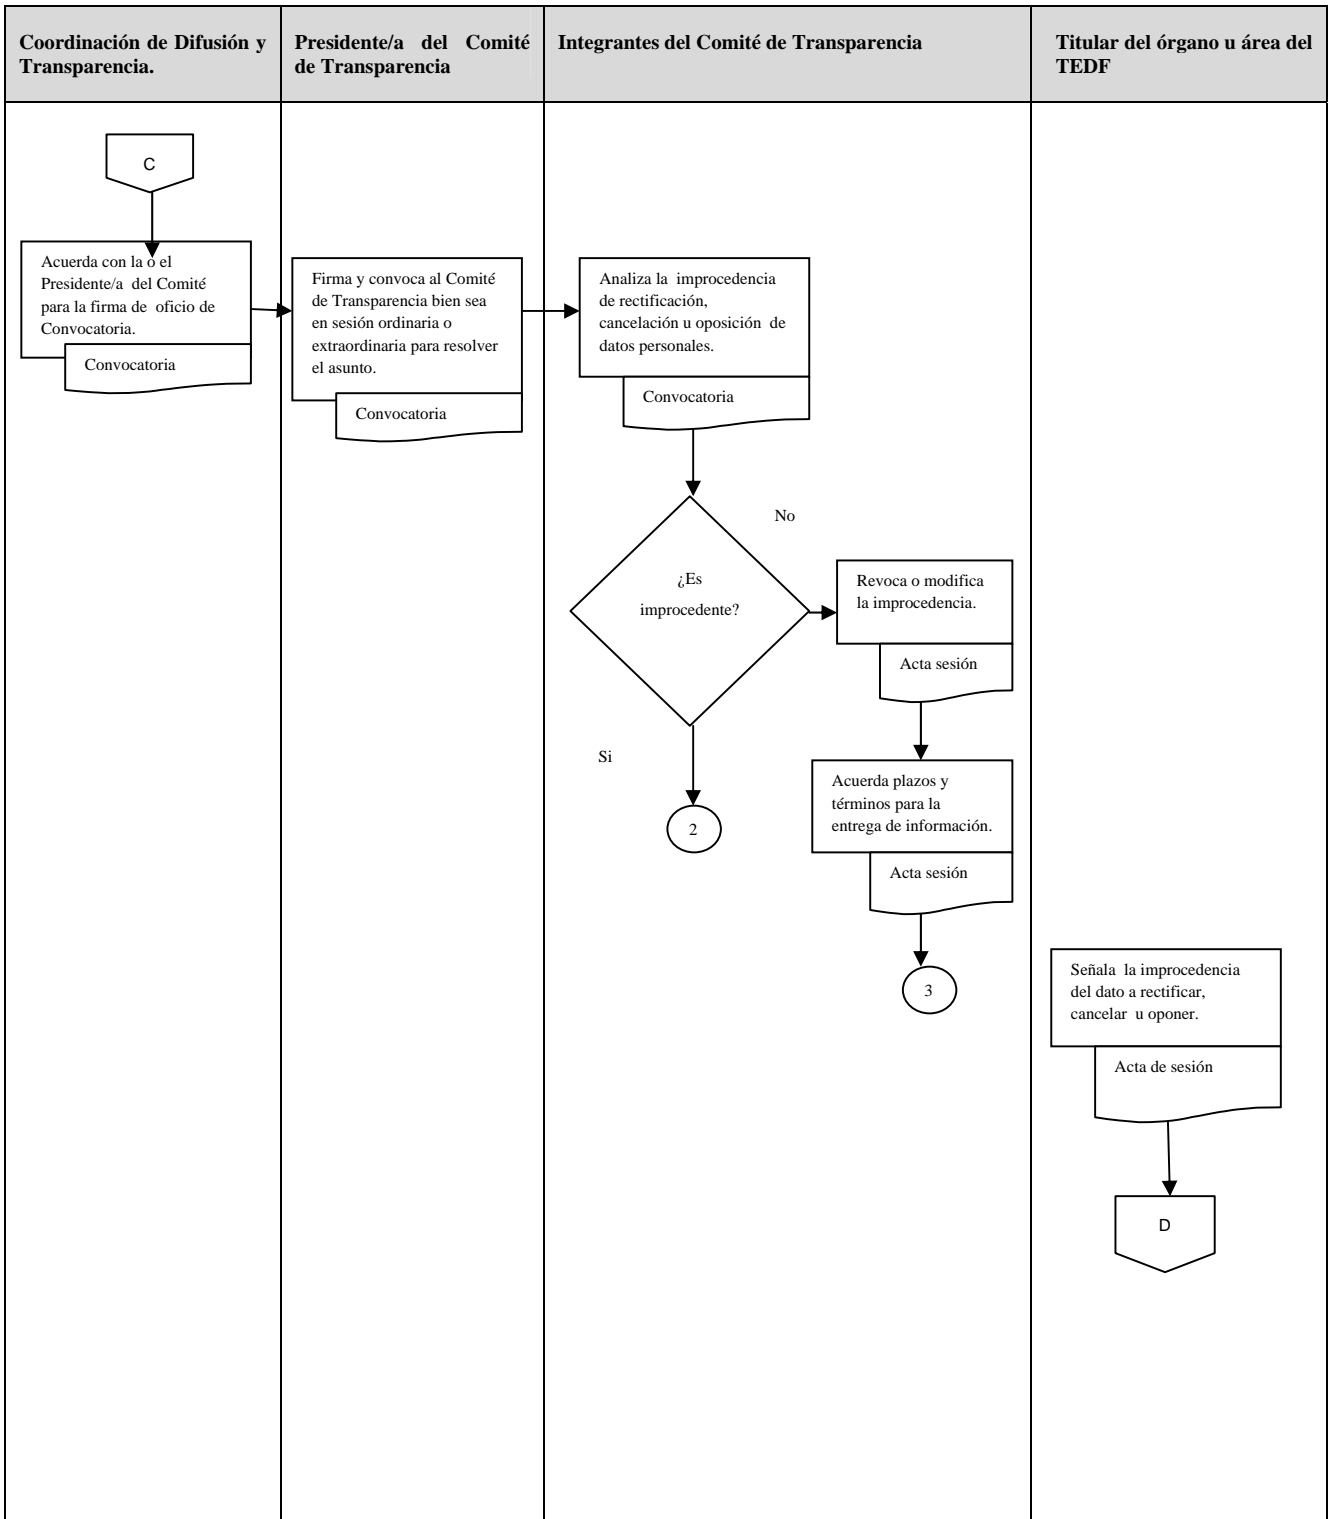 Coordinación de Difusión y
Transparencia.
Presidente/a del Comité
de Transparencia
Integrantes del Comité de Transparencia
Titular del órgano u área del
TEDF
C
Acuerda con la o el
Presidente/a del Comité
para la firma de oficio de
Convocatoria.
Convocatoria
Firma y convoca al Comité
de Transparencia bien sea
en sesión ordinaria o
extraordinaria para resolver
el asunto.
Convocatoria
Analiza la improcedencia
de rectificación,
cancelación u oposición de
datos personales.
Convocatoria
No
¿Es
improcedente?
Revoca o modifica
la improcedencia.
Acta sesión
Si
2
Acuerda plazos y
términos para la
entrega de información.
Acta sesión
3
Señala la improcedencia
del dato a rectificar,
cancelar u oponer.
Acta de sesión
D